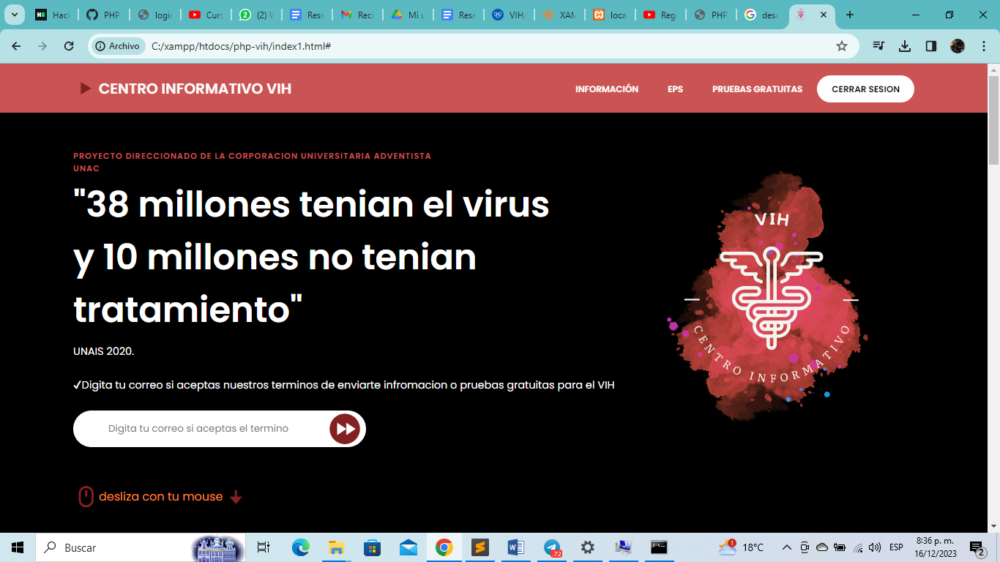 Hack
PHP
login
Curs
(2) W
Rese
Reci
Mi u
Rese
VIH/
XAM
loca
Reg
PHP
desc
Archivo
C:/xampp/htdocs/php-vih/index1.html#
CENTRO INFORMATIVO VIH
INFORMACIÓN
EPS
PRUEBAS GRATUITAS
CERRAR SESION
PROYECTO DIRECCIONADO DE LA CORPORACION UNIVERSITARIA ADVENTISTA
UNAC
"38 millones tenian el virus
y 10 millones no tenian
tratamiento"
UNAIS 2020.
✔Digita tu correo si aceptas nuestros terminos de enviarte infromacion o pruebas gratuitas para el VIH
Digita tu correo si aceptas el termino
desliza con tu mouse
VIH
CENTRO INFORMATIVO
Buscar
72
1
18°C
ESP
8:36 p. m.
16/12/2023
2